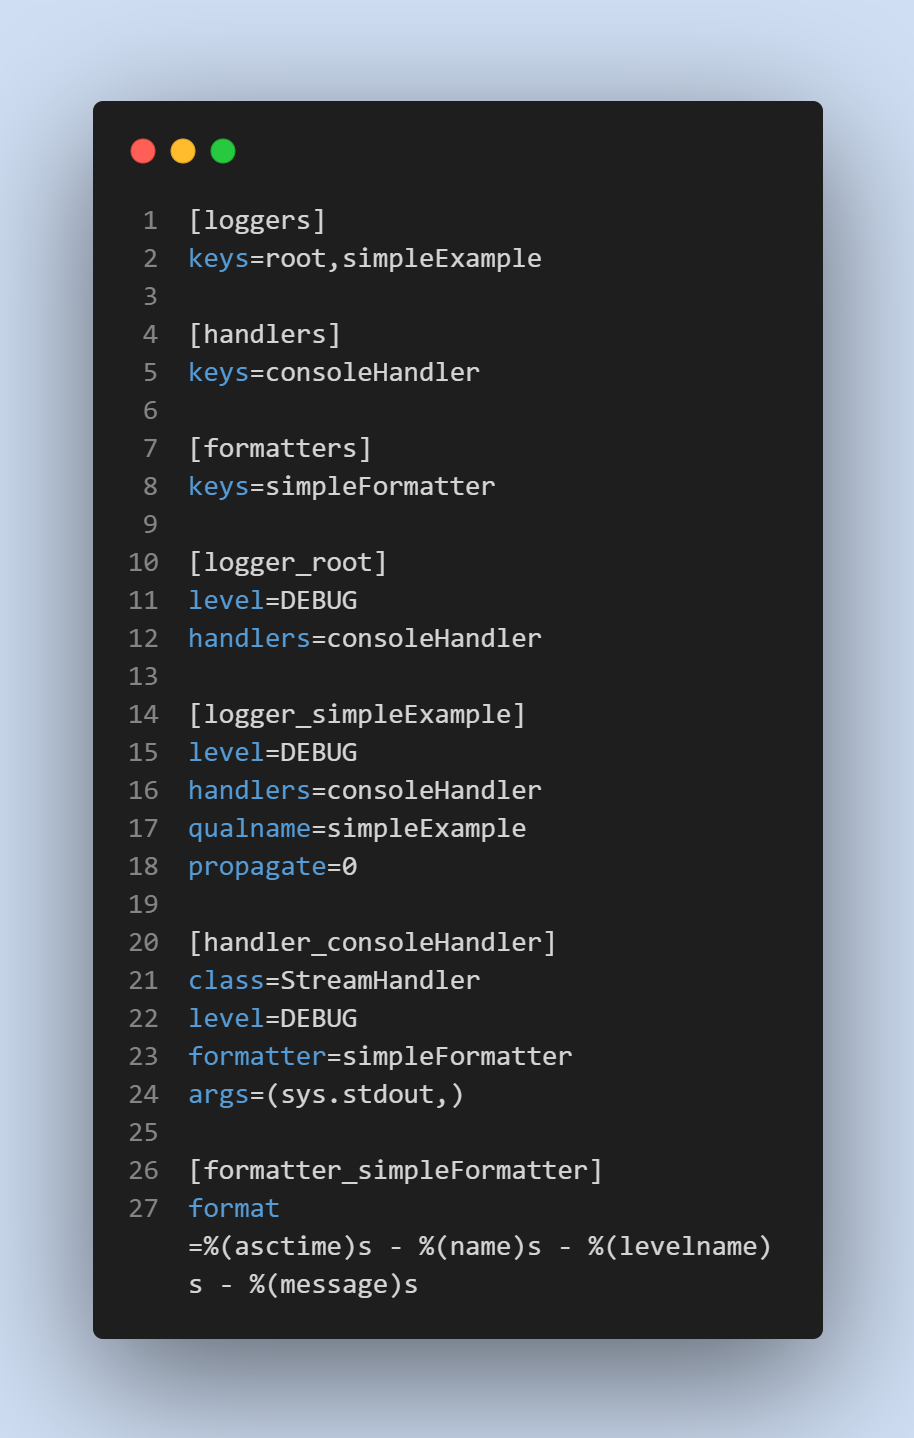 1 [loggers]
2 keys=root,simpleExample
3
4 [handlers]
5 keys=consoleHandler
6
7 [formatters]
8 keys=simpleFormatter
9
10 [logger_root]
11 level=DEBUG
12 handlers=consoleHandler
13
14 [logger_simpleExample]
15 level=DEBUG
16 handlers=consoleHandler
17 qualname=simpleExample
18 propagate=0
19
20 [handler_consoleHandler]
21 class=StreamHandler
22 level=DEBUG
23 formatter=simpleFormatter
24 args=(sys.stdout,)
25
26 [formatter_simpleFormatter]
27 format
=%(asctime)s - %(name)s - %(levelname)
s - %(message)s